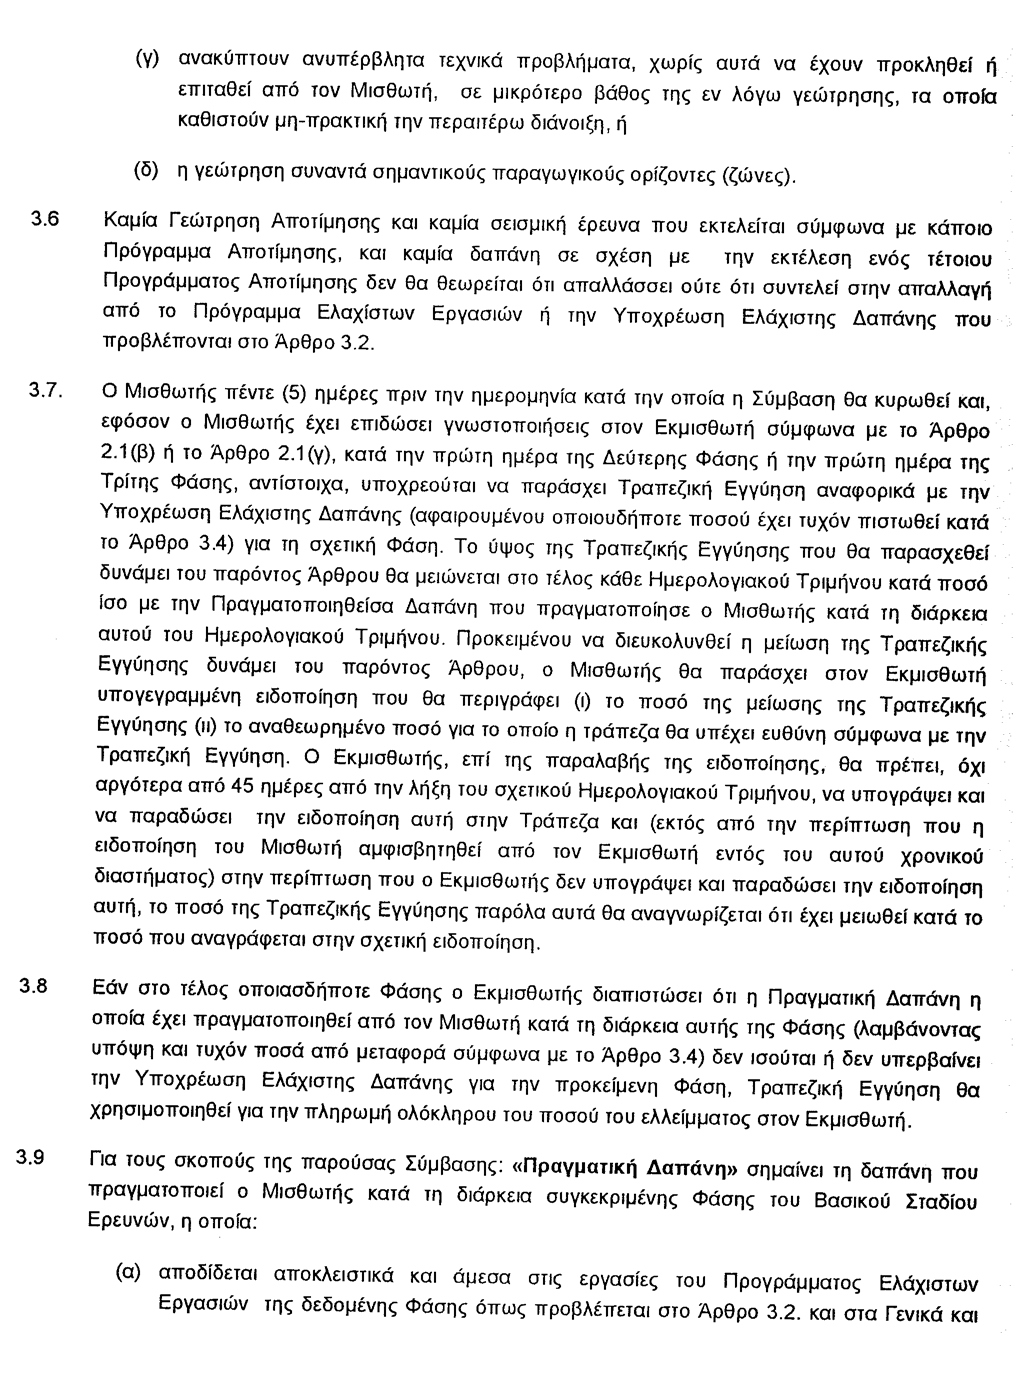 (γ) ανακύπτουν ανυπέρβλητα τεχνικά προβλήματα, χωρίς αυτά να έχουν προκληθεί ή
επιταθεί από τον Μισθωτή, σε μικρότερο βάθος της εν λόγω γεώτρησης, τα οποία
καθιστούν μη-πρακτική την περαιτέρω διάνοιξη, ή
(δ) η γεώτρηση συναντά σημαντικούς παραγωγικούς ορίζοντες (ζώνες).
3.6 Καμία Γεώτρηση Αποτίμησης και καμία σεισμική έρευνα που εκτελείται σύμφωνα με κάποιο
Πρόγραμμα Αποτίμησης, και καμία δαπάνη σε σχέση με την εκτέλεση ενός τέτοιου
Προγράμματος Αποτίμησης δεν θα θεωρείται ότι απαλλάσσει ούτε ότι συντελεί στην απαλλαγή
από το Πρόγραμμα Ελαχίστων Εργασιών ή την Υποχρέωση Ελάχιστης Δαπάνης που
προβλέπονται στο Άρθρο 3.2.
3.7. Ο Μισθωτής πέντε (5) ημέρες πριν την ημερομηνία κατά την οποία η Σύμβαση θα κυρωθεί και,
εφόσον ο Μισθωτής έχει επιδώσει γνωστοποιήσεις στον Εκμισθωτή σύμφωνα με το Άρθρο
2.1(β) ή το Άρθρο 2.1(γ), κατά την πρώτη ημέρα της Δεύτερης Φάσης ή την πρώτη ημέρα της
Τρίτης Φάσης, αντίστοιχα, υποχρεούται να παράσχει Τραπεζική Εγγύηση αναφορικά με την
Υποχρέωση Ελάχιστης Δαπάνης (αφαιρουμένου οποιουδήποτε ποσού έχει τυχόν πιστωθεί κατά
το Άρθρο 3.4) για τη σχετική Φάση. Το ύψος της Τραπεζικής Εγγύησης που θα παρασχεθεί
δυνάμει του παρόντος Άρθρου θα μειώνεται στο τέλος κάθε Ημερολογιακού Τριμήνου κατά ποσό
ίσο με την Πραγματοποιηθείσα Δαπάνη που πραγματοποίησε ο Μισθωτής κατά τη διάρκεια
αυτού του Ημερολογιακού Τριμήνου. Προκειμένου να διευκολυνθεί η μείωση της Τραπεζικής
Εγγύησης δυνάμει του παρόντος Άρθρου, ο Μισθωτής θα παράσχει στον Εκμισθωτή
υπογεγραμμένη ειδοποίηση που θα περιγράφει (ι) το ποσό της μείωσης της Τραπεζικής
Εγγύησης (ιι) το αναθεωρημένο ποσό για το οποίο η τράπεζα θα υπέχει ευθύνη σύμφωνα με την
Τραπεζική Εγγύηση. Ο Εκμισθωτής, επί της παραλαβής της ειδοποίησης, θα πρέπει, όχι
αργότερα από 45 ημέρες από την λήξη του σχετικού Ημερολογιακού Τριμήνου, να υπογράψει και
να παραδώσει την ειδοποίηση αυτή στην Τράπεζα και (εκτός από την περίπτωση που η
ειδοποίηση του Μισθωτή αμφισβητηθεί από τον Εκμισθωτή εντός του αυτού χρονικού
διαστήματος) στην περίπτωση που ο Εκμισθωτής δεν υπογράψει και παραδώσει την ειδοποίηση
αυτή, το ποσό της Τραπεζικής Εγγύησης παρόλα αυτά θα αναγνωρίζεται ότι έχει μειωθεί κατά το
ποσό που αναγράφεται στην σχετική ειδοποίηση.
3.8 Εάν στο τέλος οποιασδήποτε Φάσης ο Εκμισθωτής διαπιστώσει ότι η Πραγματική Δαπάνη η
οποία έχει πραγματοποιηθεί από τον Μισθωτή κατά τη διάρκεια αυτής της Φάσης (λαμβάνοντας
υπόψη και τυχόν ποσά από μεταφορά σύμφωνα με το Άρθρο 3.4) δεν ισούται ή δεν υπερβαίνει
την Υποχρέωση Ελάχιστης Δαπάνης για την προκείμενη Φάση, Τραπεζική Εγγύηση θα
χρησιμοποιηθεί για την πληρωμή ολόκληρου του ποσού του ελλείμματος στον Εκμισθωτή.
3.9 Για τους σκοπούς της παρούσας Σύμβασης: «Πραγματική Δαπάνη» σημαίνει τη δαπάνη που
πραγματοποιεί ο Μισθωτής κατά τη διάρκεια συγκεκριμένης Φάσης του Βασικού Σταδίου
Ερευνών, η οποία:
(α) αποδίδεται αποκλειστικά και άμεσα στις εργασίες του Προγράμματος Ελάχιστων
Εργασιών της δεδομένης Φάσης όπως προβλέπεται στο Άρθρο 3.2. και στα Γενικά και